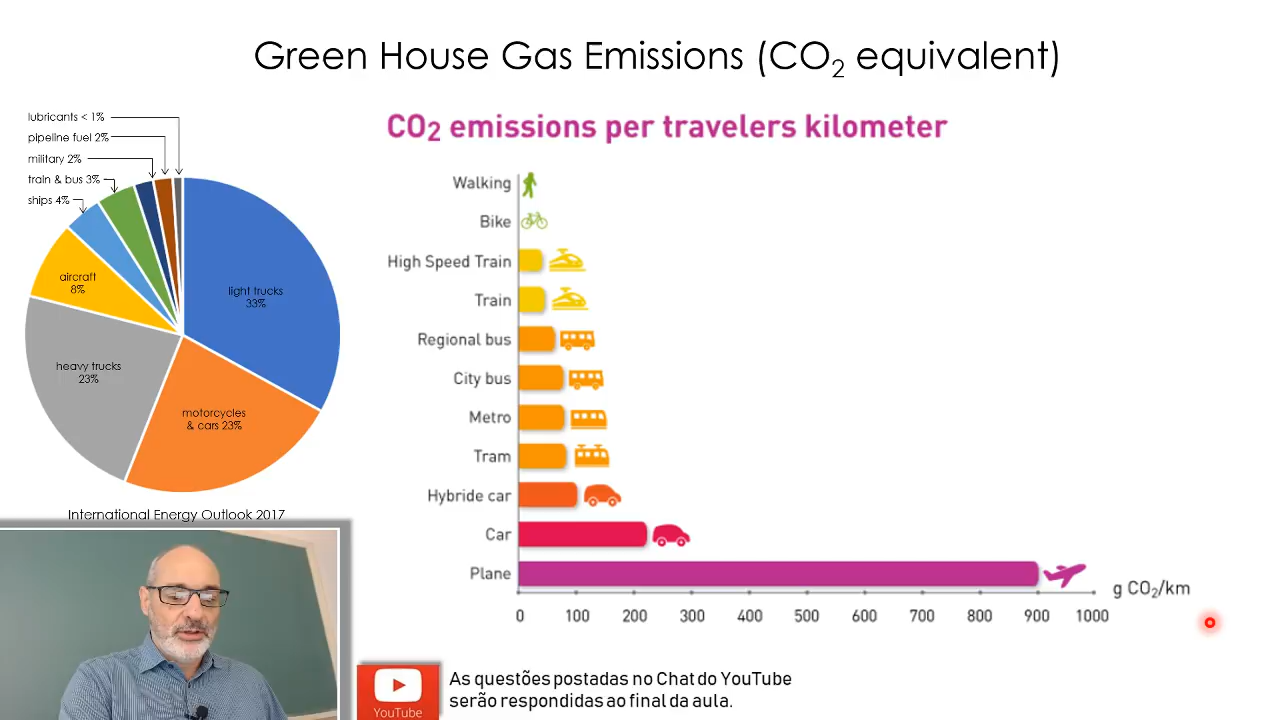 Green House Gas Emissions (CO₂ equivalent)
lubricants < 1%
pipeline fuel 2%
military 2%
train & bus 3%
ships 4%
aircraft
8%
light trucks
33%
heavy trucks
23%
motorcycles
& cars 23%
International Energy Outlook 2017
CO₂ emissions per travelers kilometer
Walking
Bike
High Speed Train
Train
Regional bus
City bus
Metro
Tram
Hybride car
Car
Plane
0 100 200 300 400 500 600 700 800 900 1000
g CO₂/km
YouTube
As questões postadas no Chat do YouTube
serão respondidas ao final da aula.